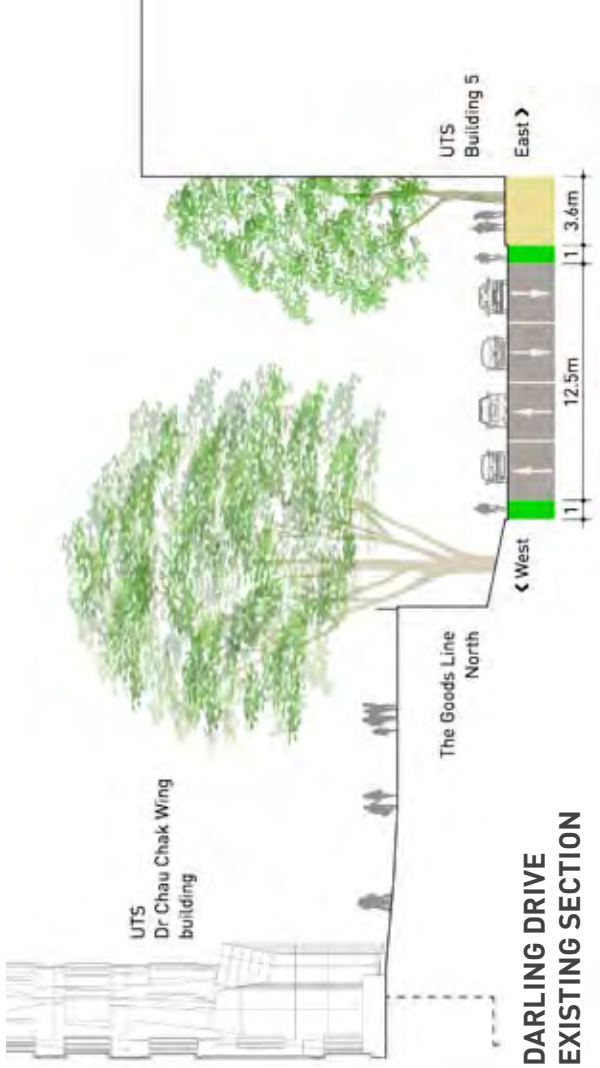 UTS
Dr Chau Chak Wing
building
The Goods Line
North
UTS
Building 5
‹ West
East ›
1
12.5m
1
3.6m
DARLING DRIVE
EXISTING SECTION